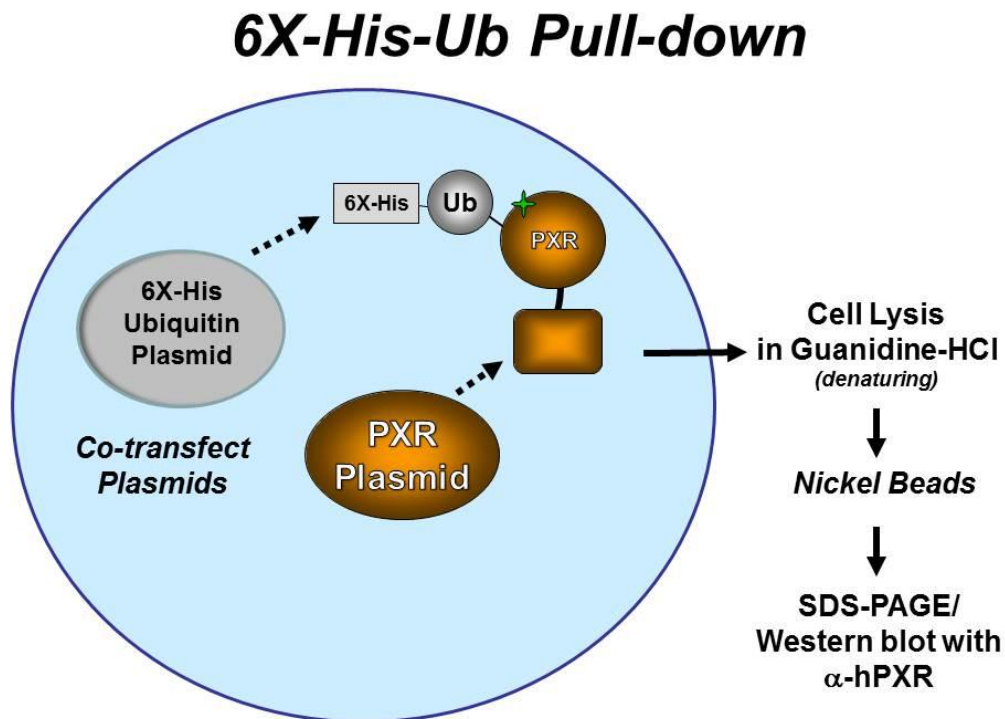 6X-His-Ub Pull-down
6X-His
Ub
PXR
6X-His
Ubiquitin
Plasmid
Co-transfect
Plasmids
PXR
Plasmid
Cell Lysis
in Guanidine-HCl
(denaturing)
Nickel Beads
SDS-PAGE/
Western blot with
α-hPXR